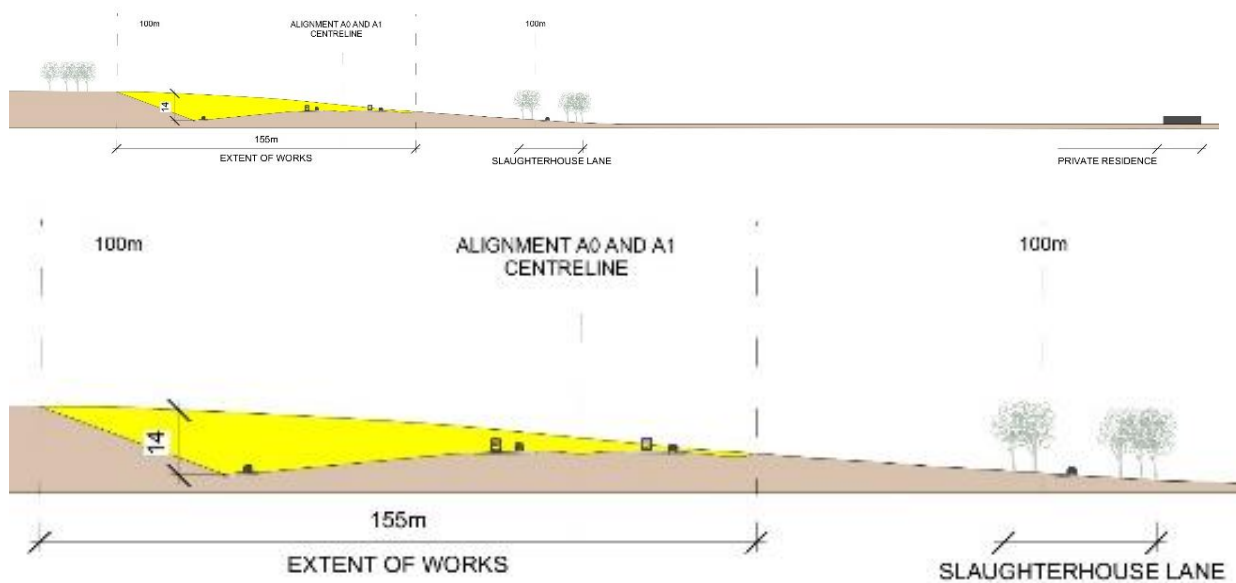 100m
ALIGNMENT A0 AND A1
CENTRELINE
100m
14
155m
EXTENT OF WORKS
SLAUGHTERHOUSE LANE
PRIVATE RESIDENCE
100m
ALIGNMENT A0 AND A1
CENTRELINE
100m
14
155m
EXTENT OF WORKS
SLAUGHTERHOUSE LANE